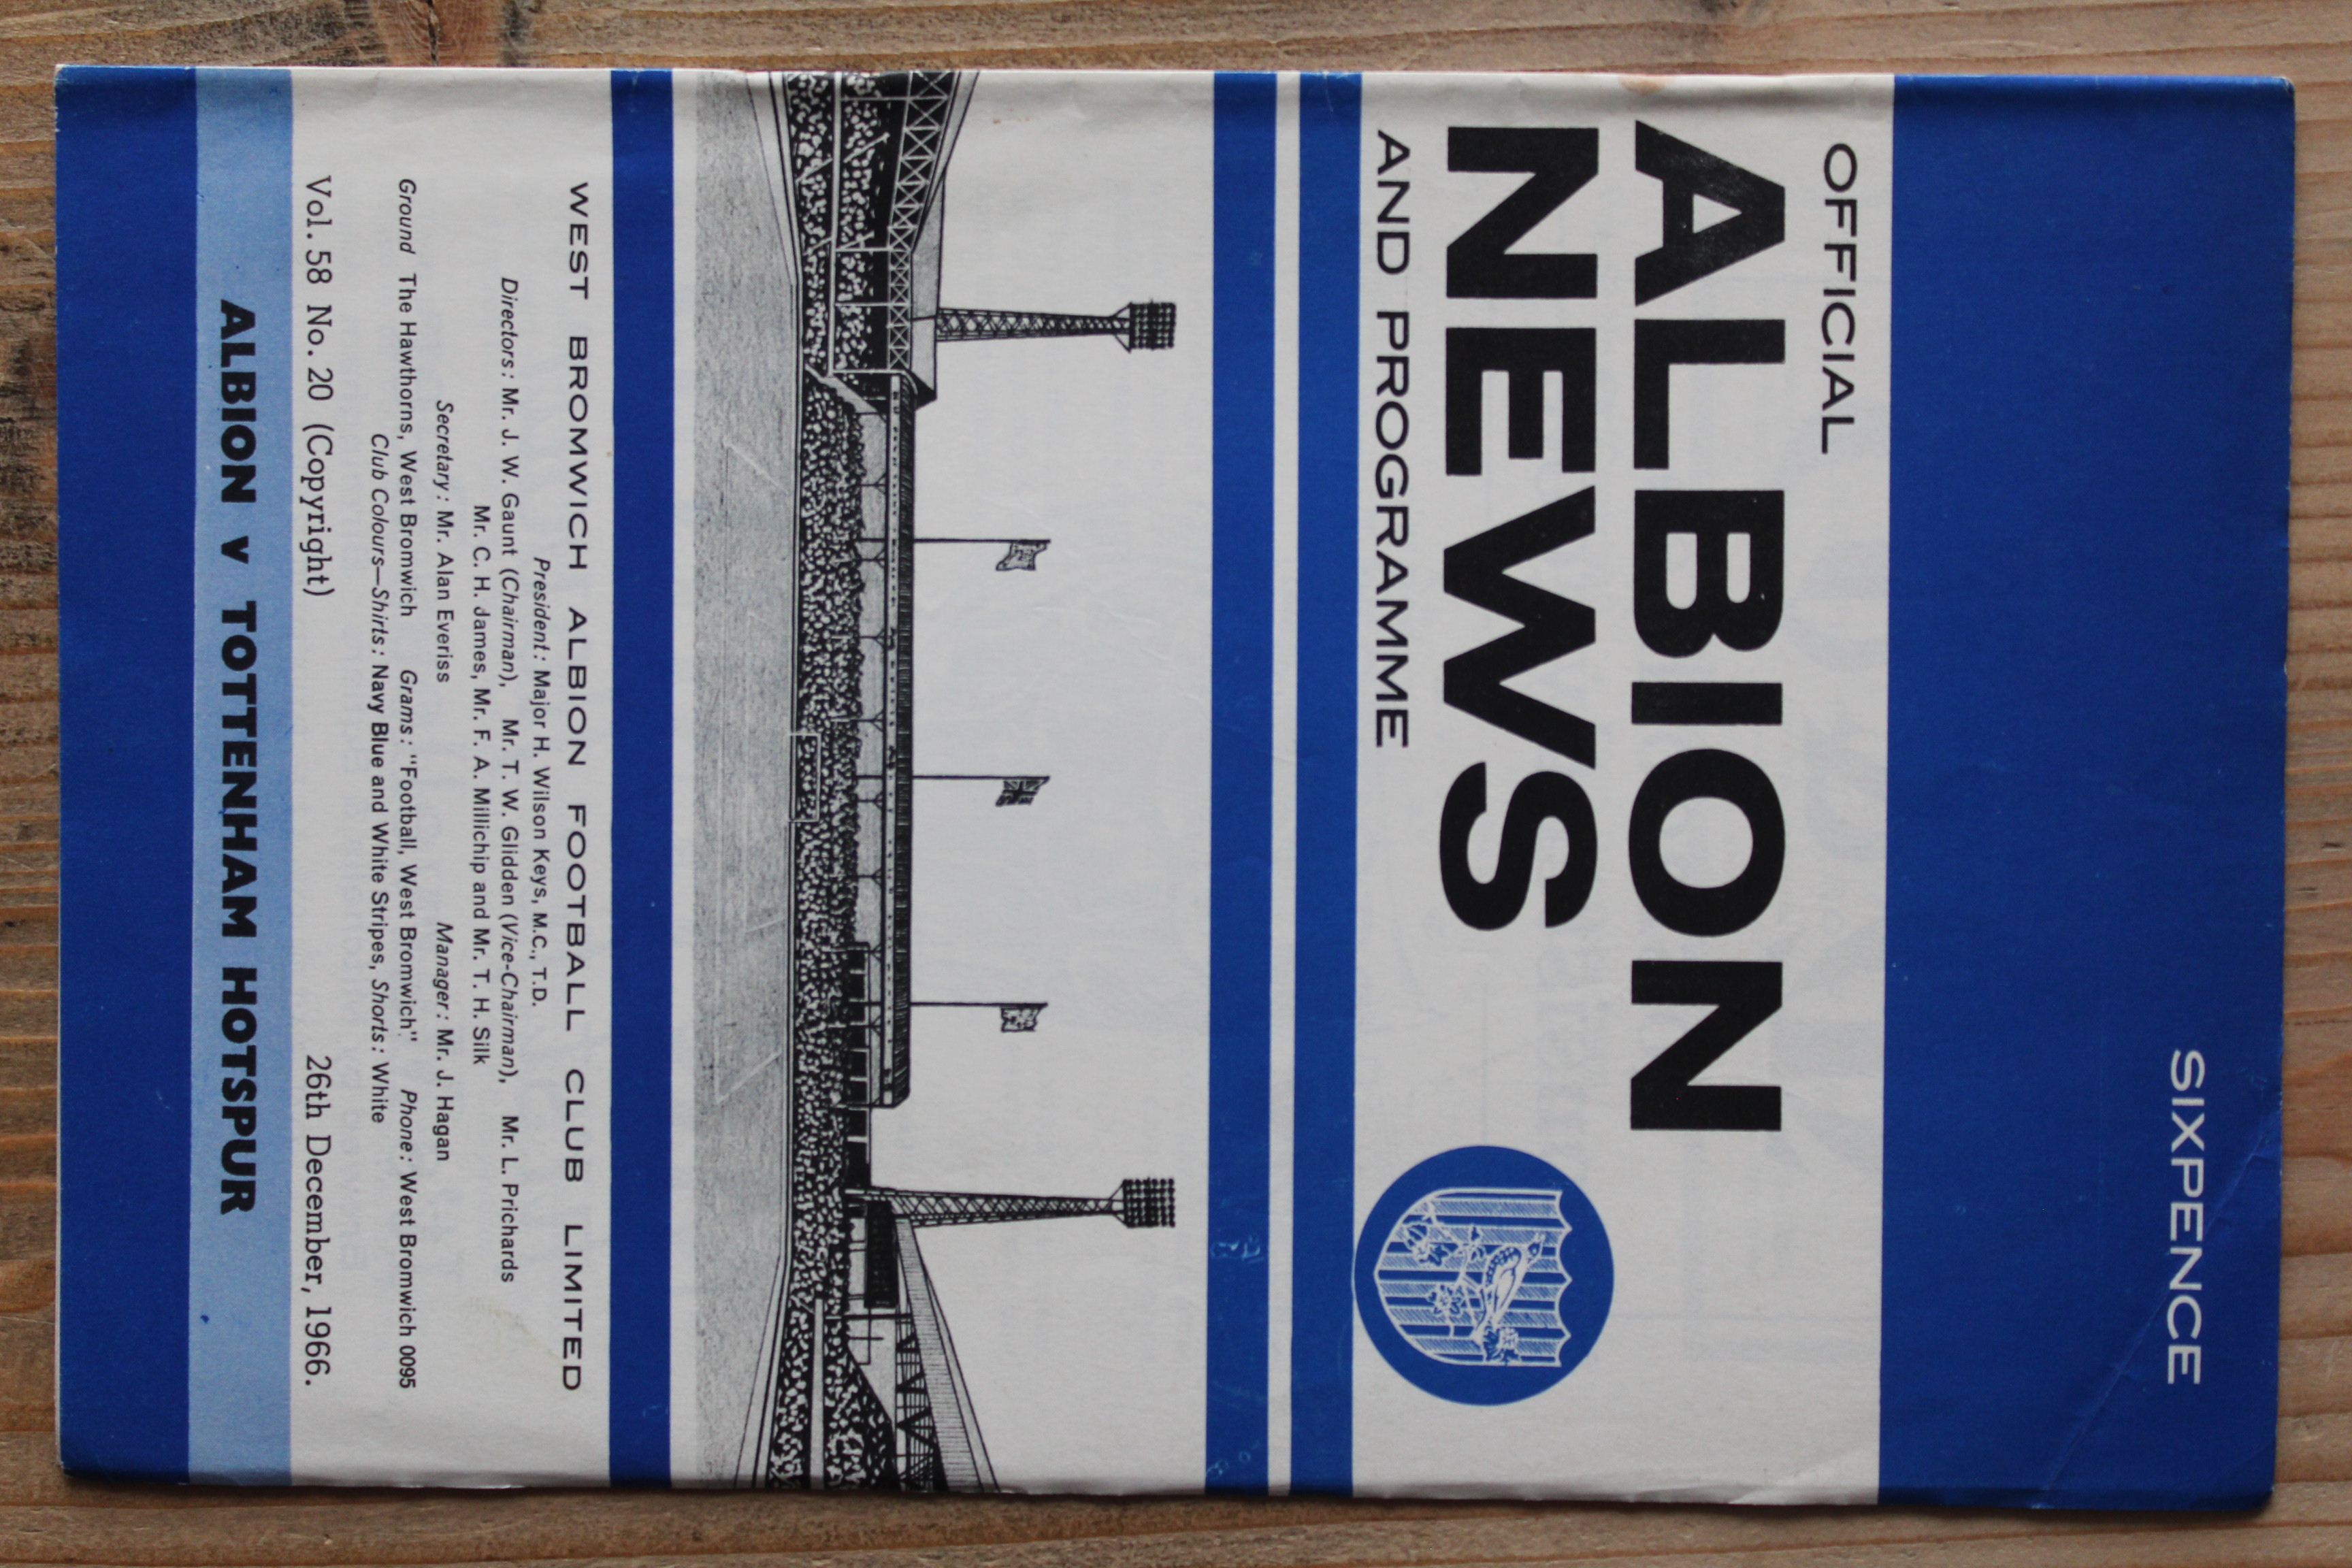 SIXPENCE
OFFICIAL
ALBION
NEWS
AND PROGRAMME
WEST BROMWICH ALBION FOOTBALL CLUB LIMITED
President: Major H. Wilson Keys, M.C., T.D.
Directors: Mr. J. W. Gaunt (Chairman), Mr. T. W. Glidden (Vice-Chairman), Mr. L. Prichards
Mr. C. H. James, Mr. F. A. Millichip and Mr. T. H. Silk
Secretary: Mr. Alan Everiss Manager: Mr. J. Hagan
Ground The Hawthorns, West Bromwich Grams: "Football, West Bromwich" Phone: West Bromwich 0095
Club Colours—Shirts: Navy Blue and White Stripes, Shorts: White
Vol. 58 No. 20 (Copyright) 26th December, 1966.
ALBION v TOTTENHAM HOTSPUR